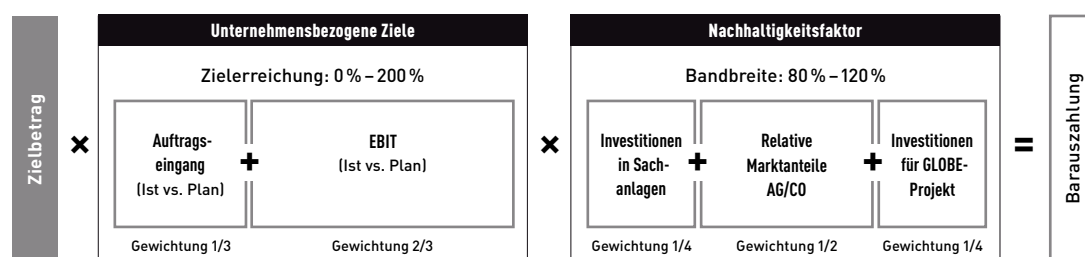 Zielbetrag
×
Unternehmensbezogene Ziele
Zielerreichung: 0 % – 200 %
Auftrags-
eingang
(Ist vs. Plan)
+
EBIT
(Ist vs. Plan)
Gewichtung 1/3
Gewichtung 2/3
×
Nachhaltigkeitsfaktor
Bandbreite: 80 % – 120 %
Investitionen
in Sach-
anlagen
+
Relative
Marktanteile
AG/CO
+
Investitionen
für GLOBE-
Projekt
Gewichtung 1/4
Gewichtung 1/2
Gewichtung 1/4
=
Barauszahlung